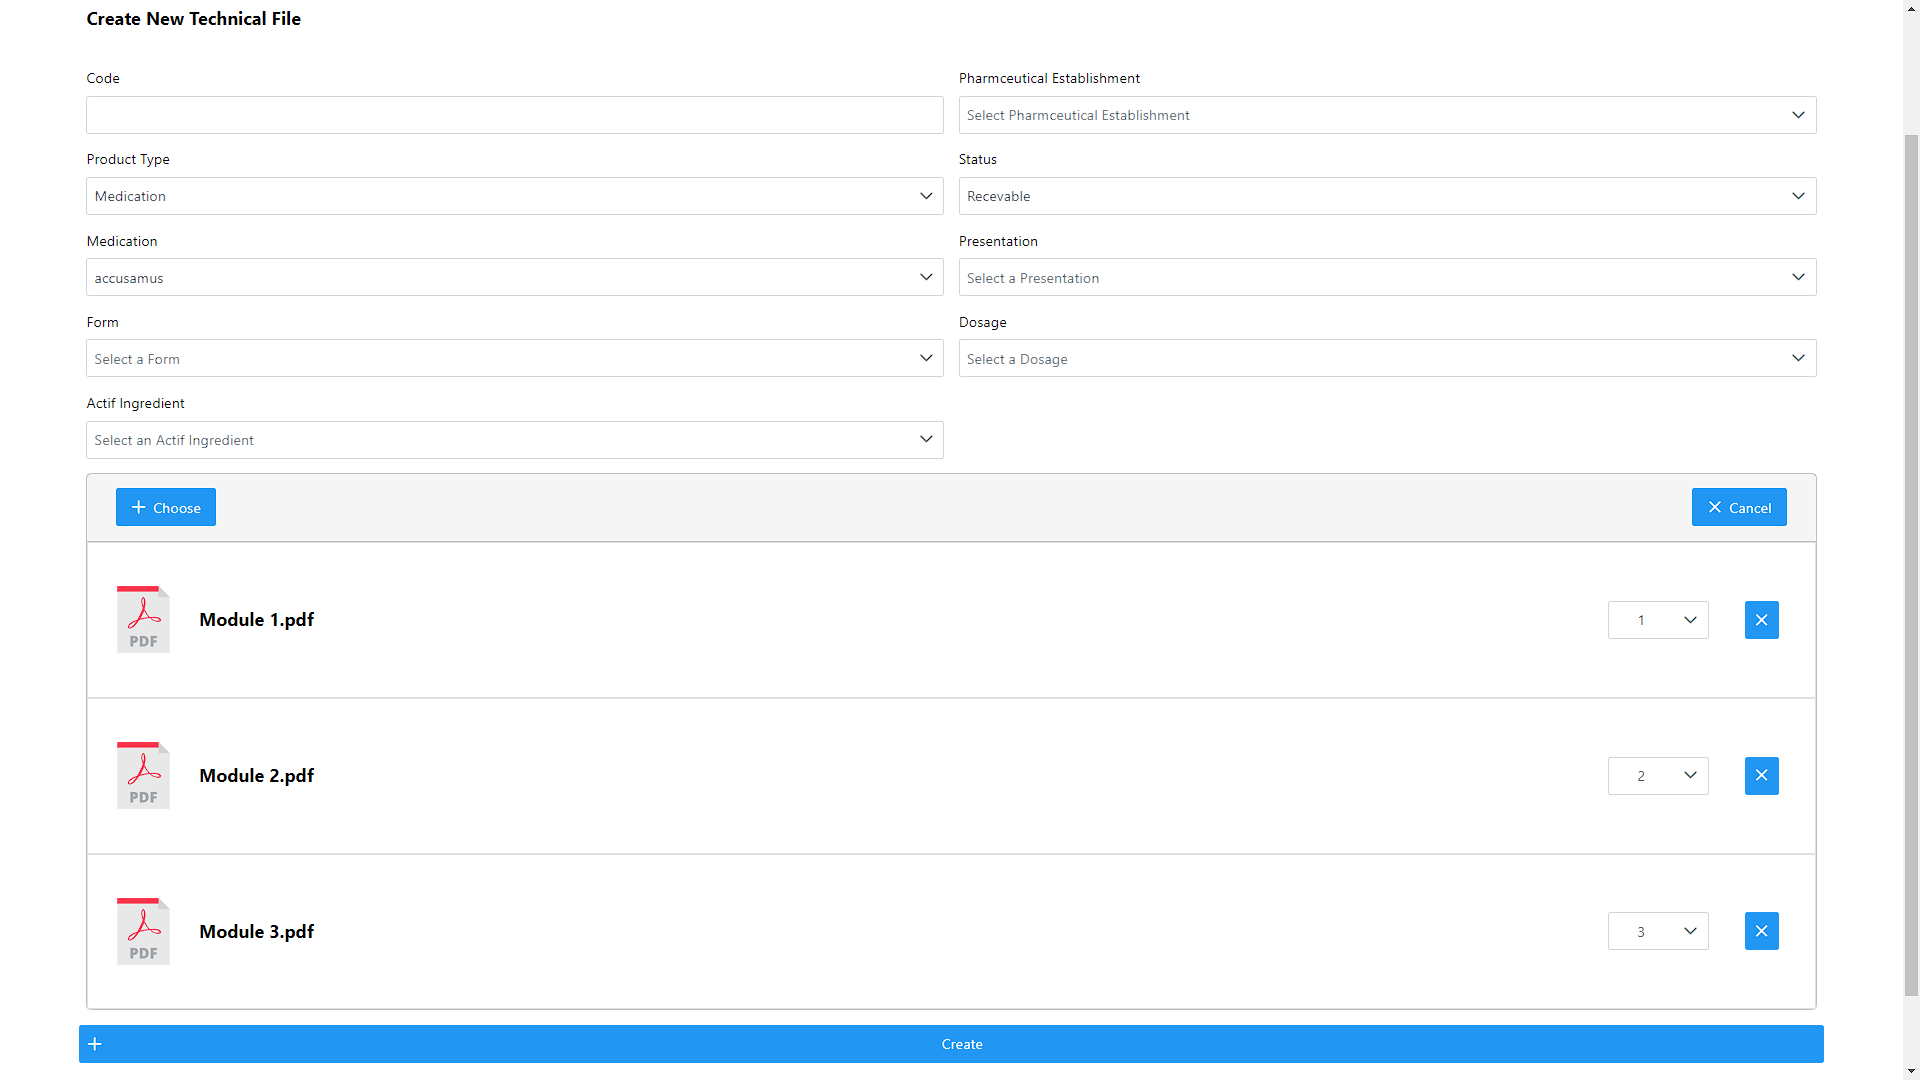 Create New Technical File
Code
Pharmceutical Establishment
Select Pharmceutical Establishment
Product Type
Status
Medication
Recevable
Medication
Presentation
accusamus
Select a Presentation
Form
Dosage
Select a Form
Select a Dosage
Actif Ingredient
Select an Actif Ingredient
Choose
Cancel
PDF
Module 1.pdf
1
PDF
Module 2.pdf
2
PDF
Module 3.pdf
3
Create